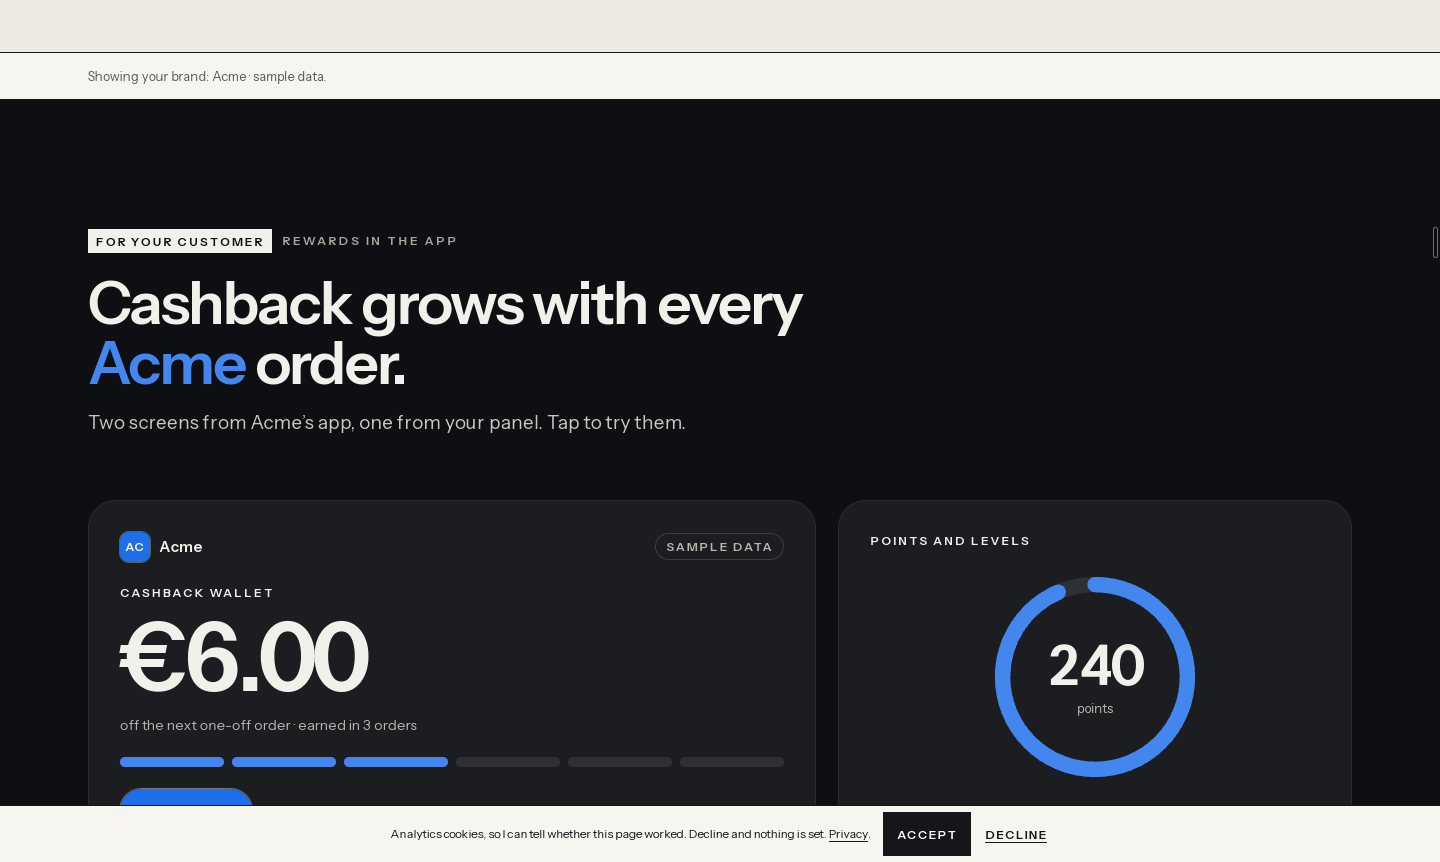 Showing your brand: Acme · sample data.
FOR YOUR CUSTOMER REWARDS IN THE APP
Cashback grows with every
Acme order.
Two screens from Acme’s app, one from your panel. Tap to try them.
AC Acme SAMPLE DATA
CASHBACK WALLET
€6.00
off the next one-off order · earned in 3 orders
POINTS AND LEVELS
240
points
Analytics cookies, so I can tell whether this page worked. Decline and nothing is set. Privacy. ACCEPT DECLINE